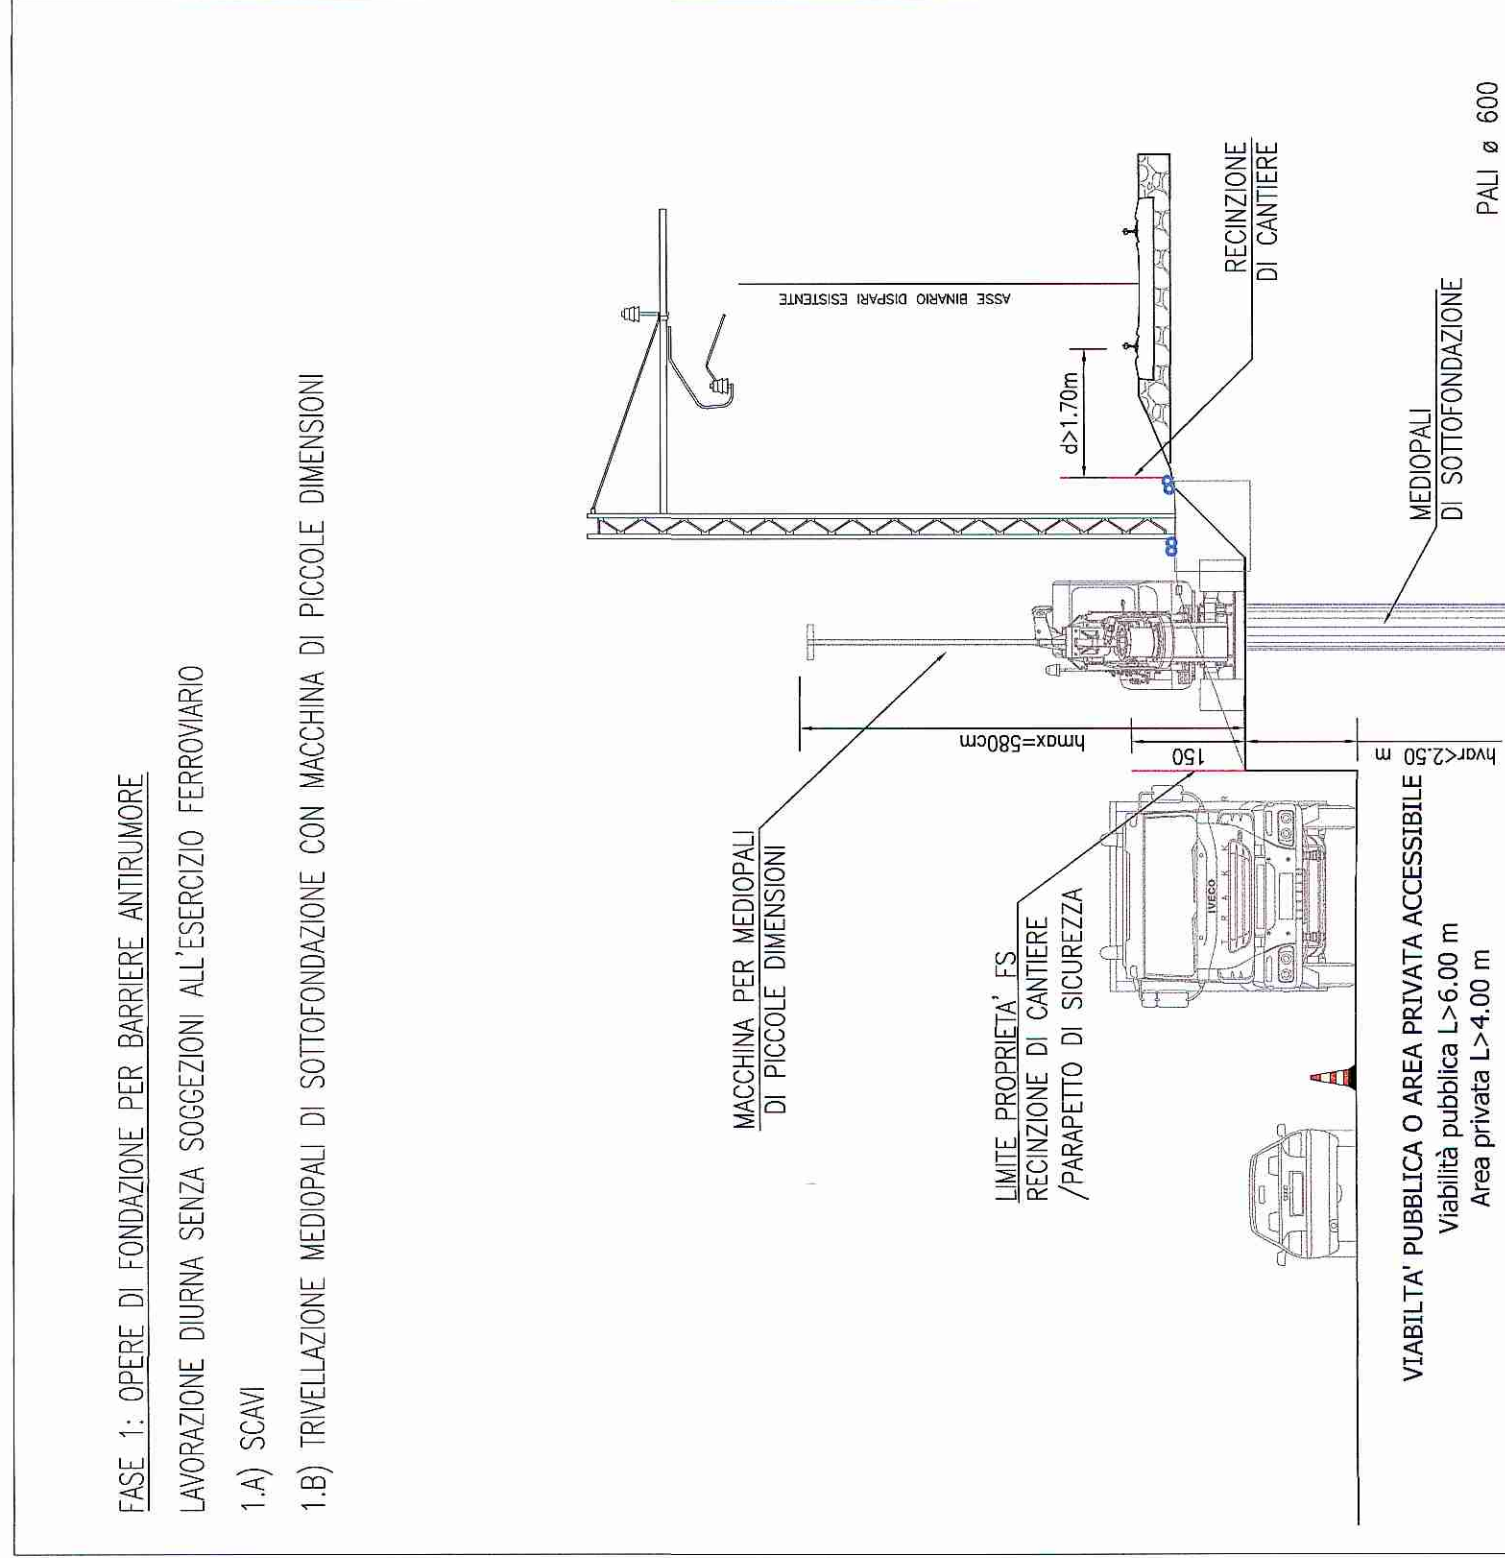 FASE 1: OPERE DI FONDAZIONE PER BARRIERE ANTIRUMORE
LAVORAZIONE DIURNA SENZA SOGGEZIONI ALL'ESERCIZIO FERROVIARIO
1.A) SCAVI
1.B) TRIVELLAZIONE MEDIOPALI DI SOTTOFONDAZIONE CON MACCHINA DI PICCOLE DIMENSIONI
MACCHINA PER MEDIOPALI
DI PICCOLE DIMENSIONI
ASSE BINARIO DISPARI ESISTENTE
hmax=580cm
150
d>1.70m
LIMITE PROPRIETA' FS
RECINZIONE DI CANTIERE
/PARAPETTO DI SICUREZZA
IVECO
TRAKK
RECINZIONE
DI CANTIERE
hvar<2.50 m
MEDIOPALI
DI SOTTOFONDAZIONE
VIABILTA' PUBBLICA O AREA PRIVATA ACCESSIBILE
Viabilità pubblica L>6.00 m
Area privata L>4.00 m
PALI ø 600